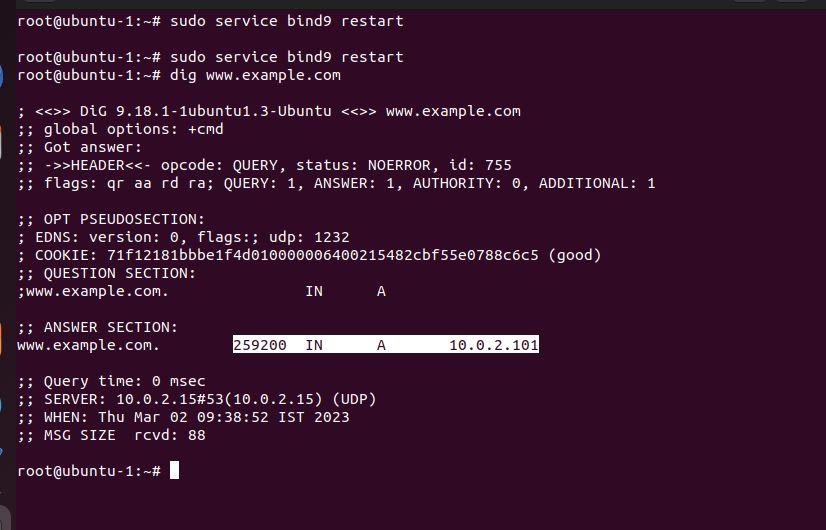 root@ubuntu-1:~# sudo service bind9 restart
root@ubuntu-1:~# sudo service bind9 restart
root@ubuntu-1:~# dig www.example.com
; <<>> DiG 9.18.1-1ubuntu1.3-Ubuntu <<>> www.example.com
;; global options: +cmd
;; Got answer:
;; ->>HEADER<<- opcode: QUERY, status: NOERROR, id: 755
;; flags: qr aa rd ra; QUERY: 1, ANSWER: 1, AUTHORITY: 0, ADDITIONAL: 1
;; OPT PSEUDOSECTION:
; EDNS: version: 0, flags:; udp: 1232
; COOKIE: 71f12181bbbe1f4d010000006400215482cbf55e0788c6c5 (good)
;; QUESTION SECTION:
;www.example.com. IN A
;; ANSWER SECTION:
www.example.com. 259200 IN A 10.0.2.101
;; Query time: 0 msec
;; SERVER: 10.0.2.15#53(10.0.2.15) (UDP)
;; WHEN: Thu Mar 02 09:38:52 IST 2023
;; MSG SIZE rcvd: 88
root@ubuntu-1:~#